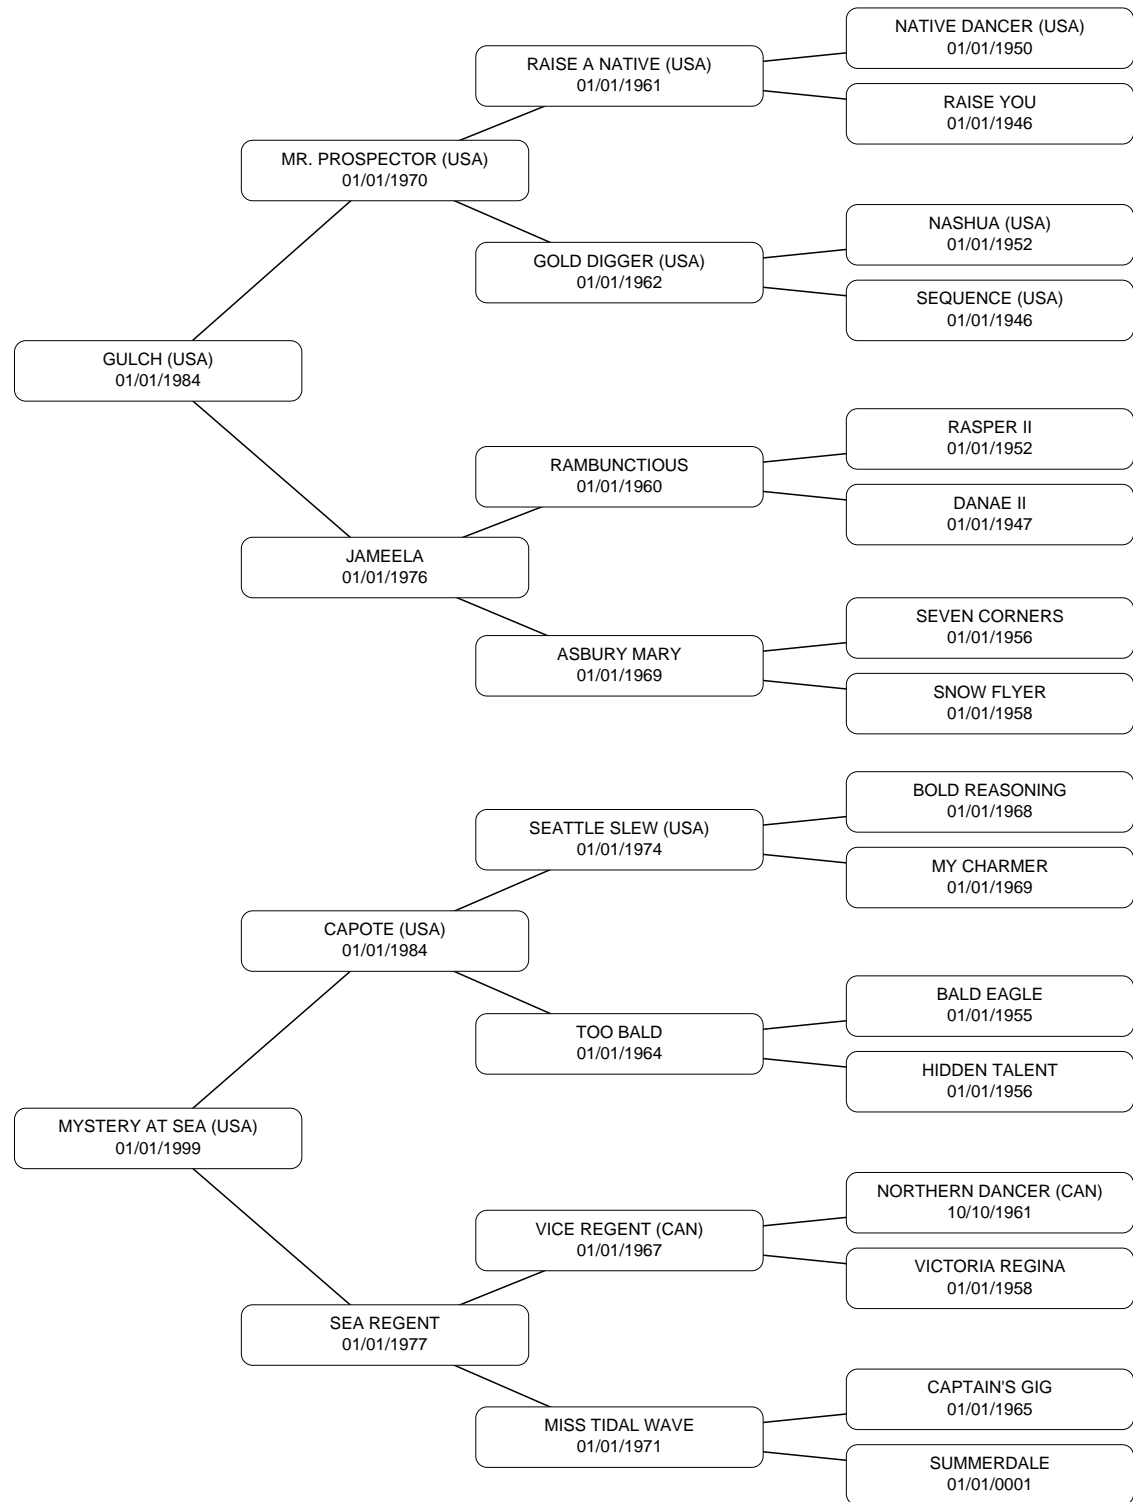 NATIVE DANCER (USA)
01/01/1950
RAISE A NATIVE (USA)
01/01/1961
RAISE YOU
01/01/1946
MR. PROSPECTOR (USA)
01/01/1970
NASHUA (USA)
01/01/1952
GOLD DIGGER (USA)
01/01/1962
SEQUENCE (USA)
01/01/1946
GULCH (USA)
01/01/1984
RASPER II
01/01/1952
RAMBUNCTIOUS
01/01/1960
DANAE II
01/01/1947
JAMEELA
01/01/1976
SEVEN CORNERS
01/01/1956
ASBURY MARY
01/01/1969
SNOW FLYER
01/01/1958
BOLD REASONING
01/01/1968
SEATTLE SLEW (USA)
01/01/1974
MY CHARMER
01/01/1969
CAPOTE (USA)
01/01/1984
BALD EAGLE
01/01/1955
TOO BALD
01/01/1964
HIDDEN TALENT
01/01/1956
MYSTERY AT SEA (USA)
01/01/1999
NORTHERN DANCER (CAN)
10/10/1961
VICE REGENT (CAN)
01/01/1967
VICTORIA REGINA
01/01/1958
SEA REGENT
01/01/1977
CAPTAIN'S GIG
01/01/1965
MISS TIDAL WAVE
01/01/1971
SUMMERDALE
01/01/0001